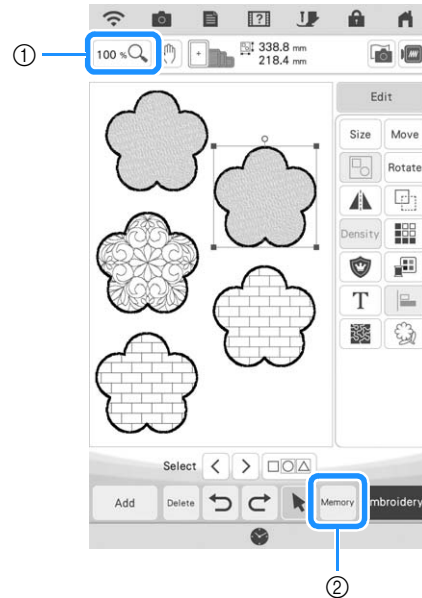 ?
①
100 %
338.8 mm
218.4 mm
Edit
Size Move
Rotate
Density
T
Select < >
Add Delete Memory mbroidery
②